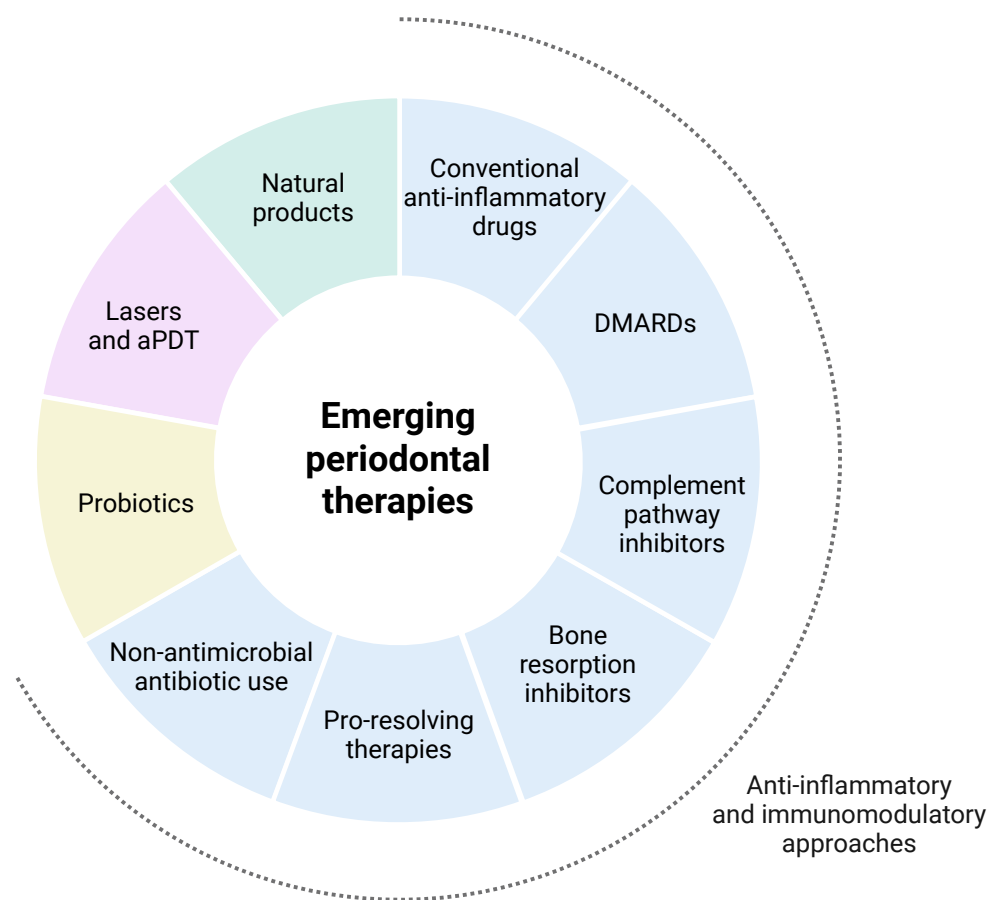 Natural
products
Conventional
anti-inflammatory
drugs
Lasers
and aPDT
DMARDs
Emerging
periodontal
therapies
Probiotics
Complement
pathway
inhibitors
Non-antimicrobial
antibiotic use
Bone
resorption
inhibitors
Pro-resolving
therapies
Anti-inflammatory
and immunomodulatory
approaches